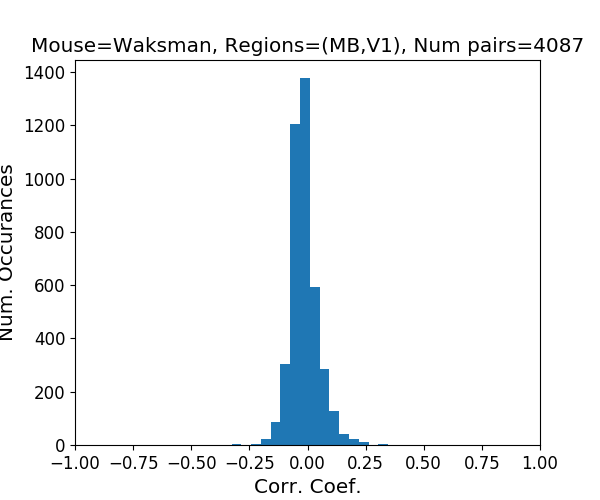 Mouse=Waksman, Regions=(MB,V1), Num pairs=4087
Num. Occurances
1400
1200
1000
800
600
400
200
0
−1.00 −0.75 −0.50 −0.25 0.00 0.25 0.50 0.75 1.00
Corr. Coef.